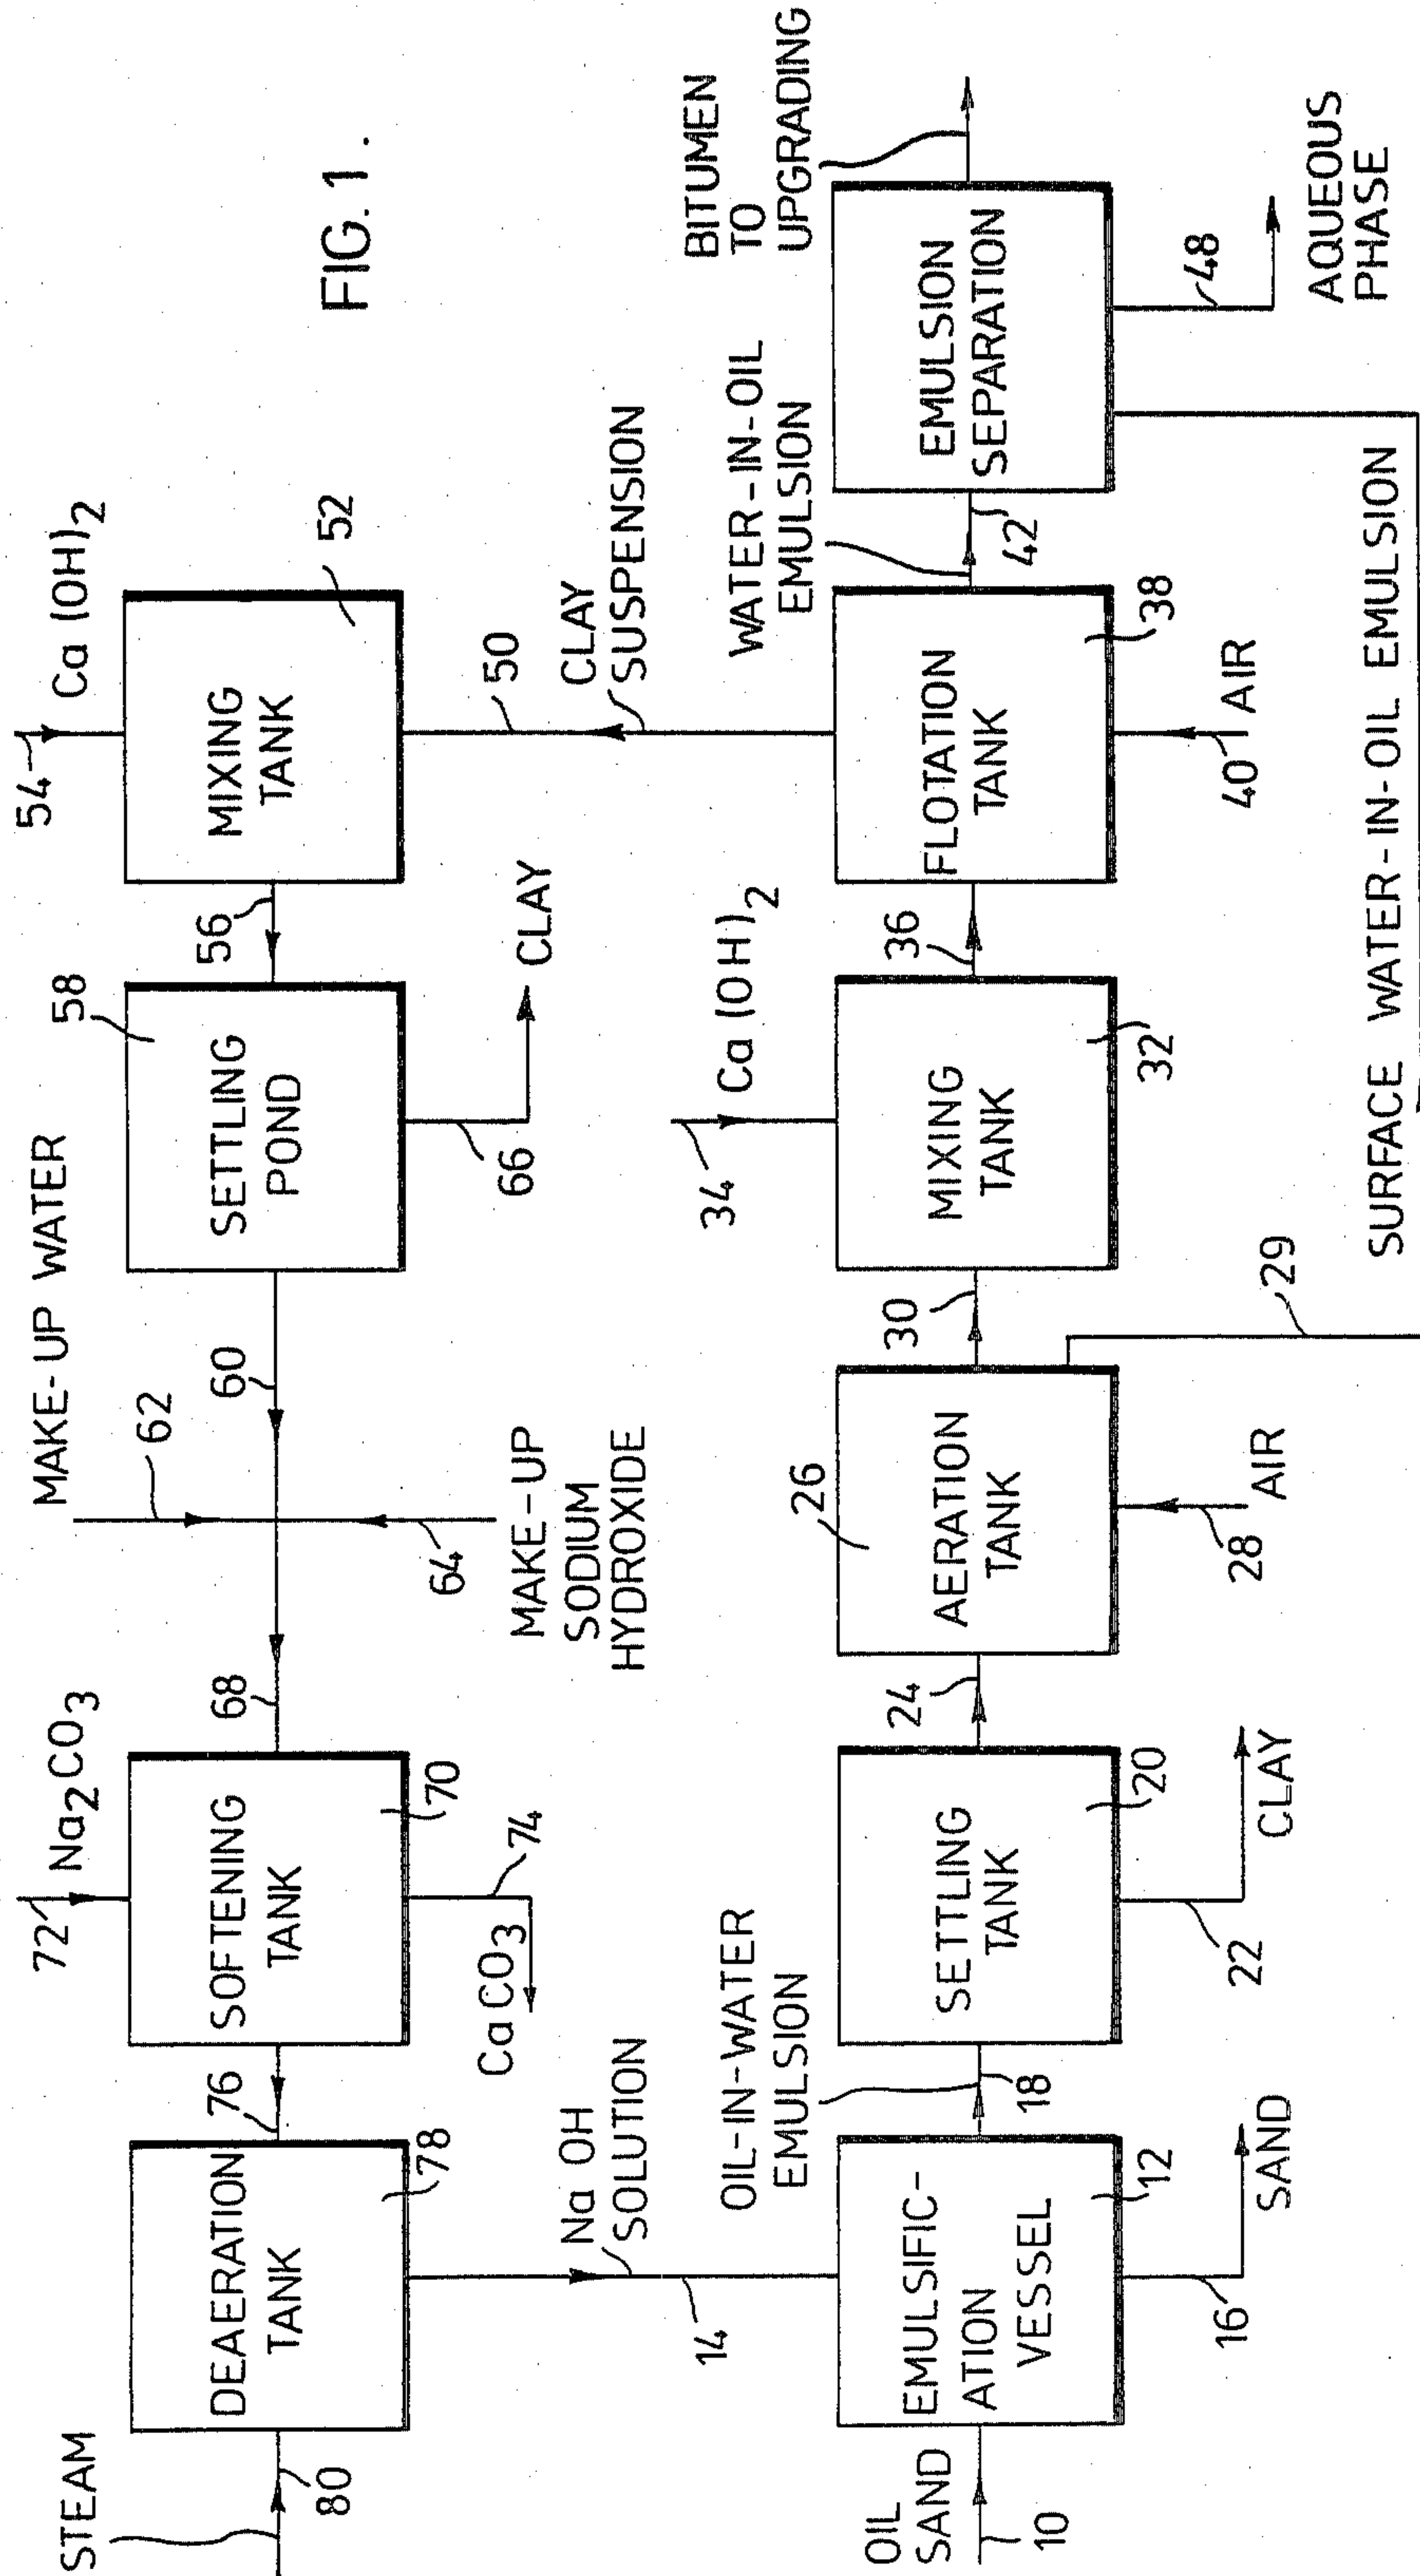 FIG. 1.
STEAM
80
DEAERATION
TANK
78
76
72
Na2CO3
SOFTENING
TANK
70
74
CaCO3
68
MAKE-UP WATER
62
60
64
MAKE-UP
SODIUM
HYDROXIDE
58
SETTLING
POND
66
CLAY
56
54
Ca(OH)2
MIXING
TANK
52
50
CLAY
SUSPENSION
NaOH
SOLUTION
14
OIL
SAND
10
EMULSIFIC-
ATION
VESSEL
12
16
SAND
OIL-IN-WATER
EMULSION
18
SETTLING
TANK
20
22
CLAY
24
26
AERATION
TANK
28
AIR
29
30
34
Ca(OH)2
MIXING
TANK
32
36
FLOTATION
TANK
38
40
AIR
WATER-IN-OIL
EMULSION
42
EMULSION
SEPARATION
BITUMEN
TO
UPGRADING
48
AQUEOUS
PHASE
SURFACE WATER-IN-OIL EMULSION